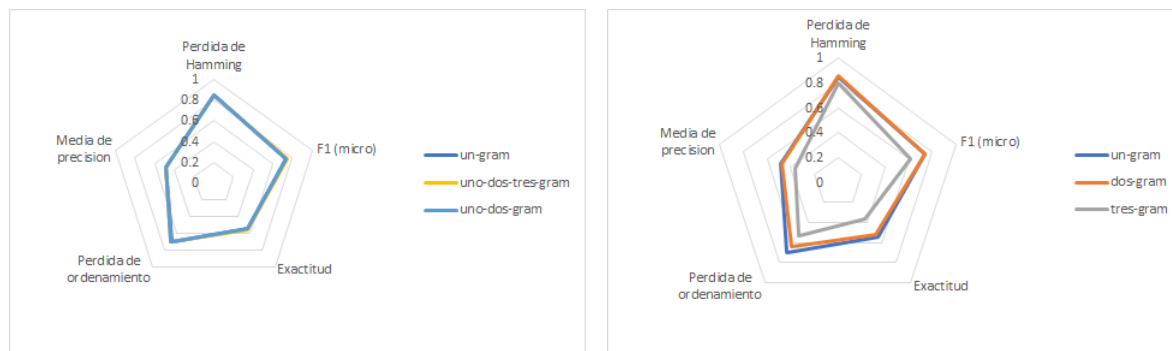 Perdida de
Hamming
1
0.8
0.6
0.4
0.2
0
F1 (micro)
Exactitud
Perdida de
ordenamiento
Media de
precision
un-gram
uno-dos-tres-gram
uno-dos-gram
Perdida de
Hamming
1
0.8
0.6
0.4
0.2
0
F1 (micro)
Exactitud
Perdida de
ordenamiento
Media de
precision
un-gram
dos-gram
tres-gram